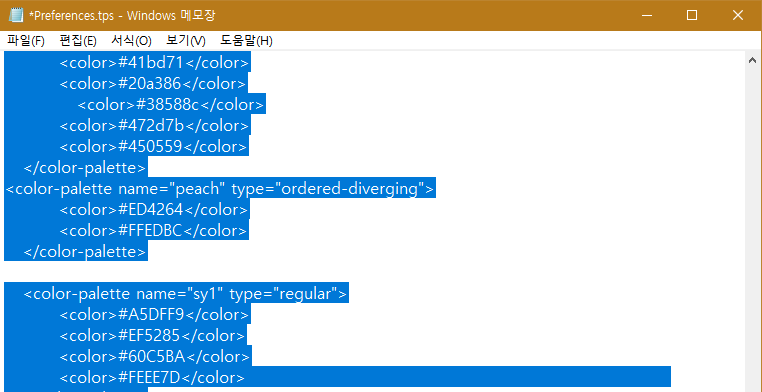 *Preferences.tps - Windows 메모장
파일(F) 편집(E) 서식(O) 보기(V) 도움말(H)
<color>#41bd71</color>
<color>#20a386</color>
<color>#38588c</color>
<color>#472d7b</color>
<color>#450559</color>
</color-palette>
<color-palette name="peach" type="ordered-diverging">
<color>#ED4264</color>
<color>#FFEDBC</color>
</color-palette>
<color-palette name="sy1" type="regular">
<color>#A5DFF9</color>
<color>#EF5285</color>
<color>#60C5BA</color>
<color>#FEEE7D</color>